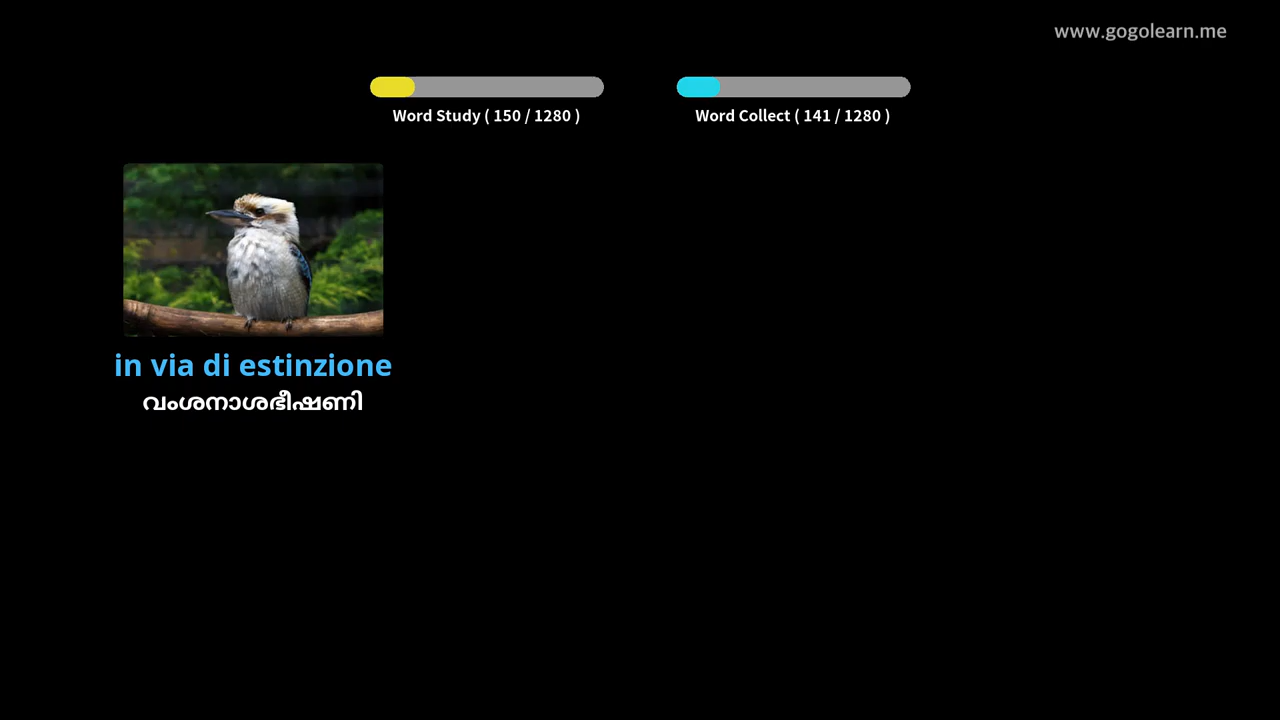 www.gogolearn.me
Word Study ( 150 / 1280 )
Word Collect ( 141 / 1280 )
in via di estinzione
വംശനാശഭീഷണി